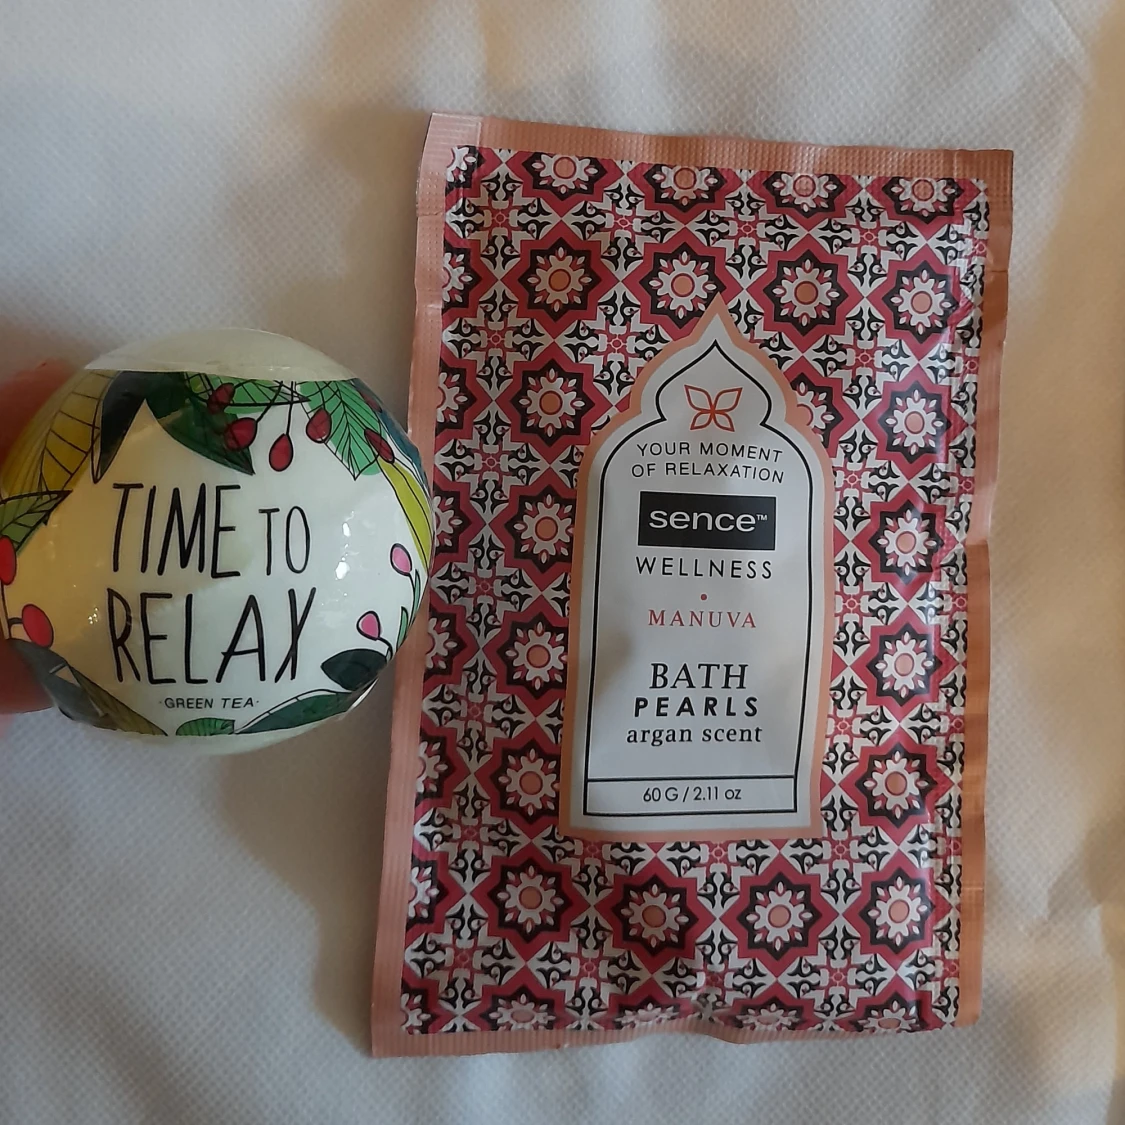 TIME TO
RELAX
·GREEN TEA·
YOUR MOMENT
OF RELAXATION
sence™
WELLNESS
•
MANUVA
BATH
PEARLS
argan scent
60 G / 2.11 oz